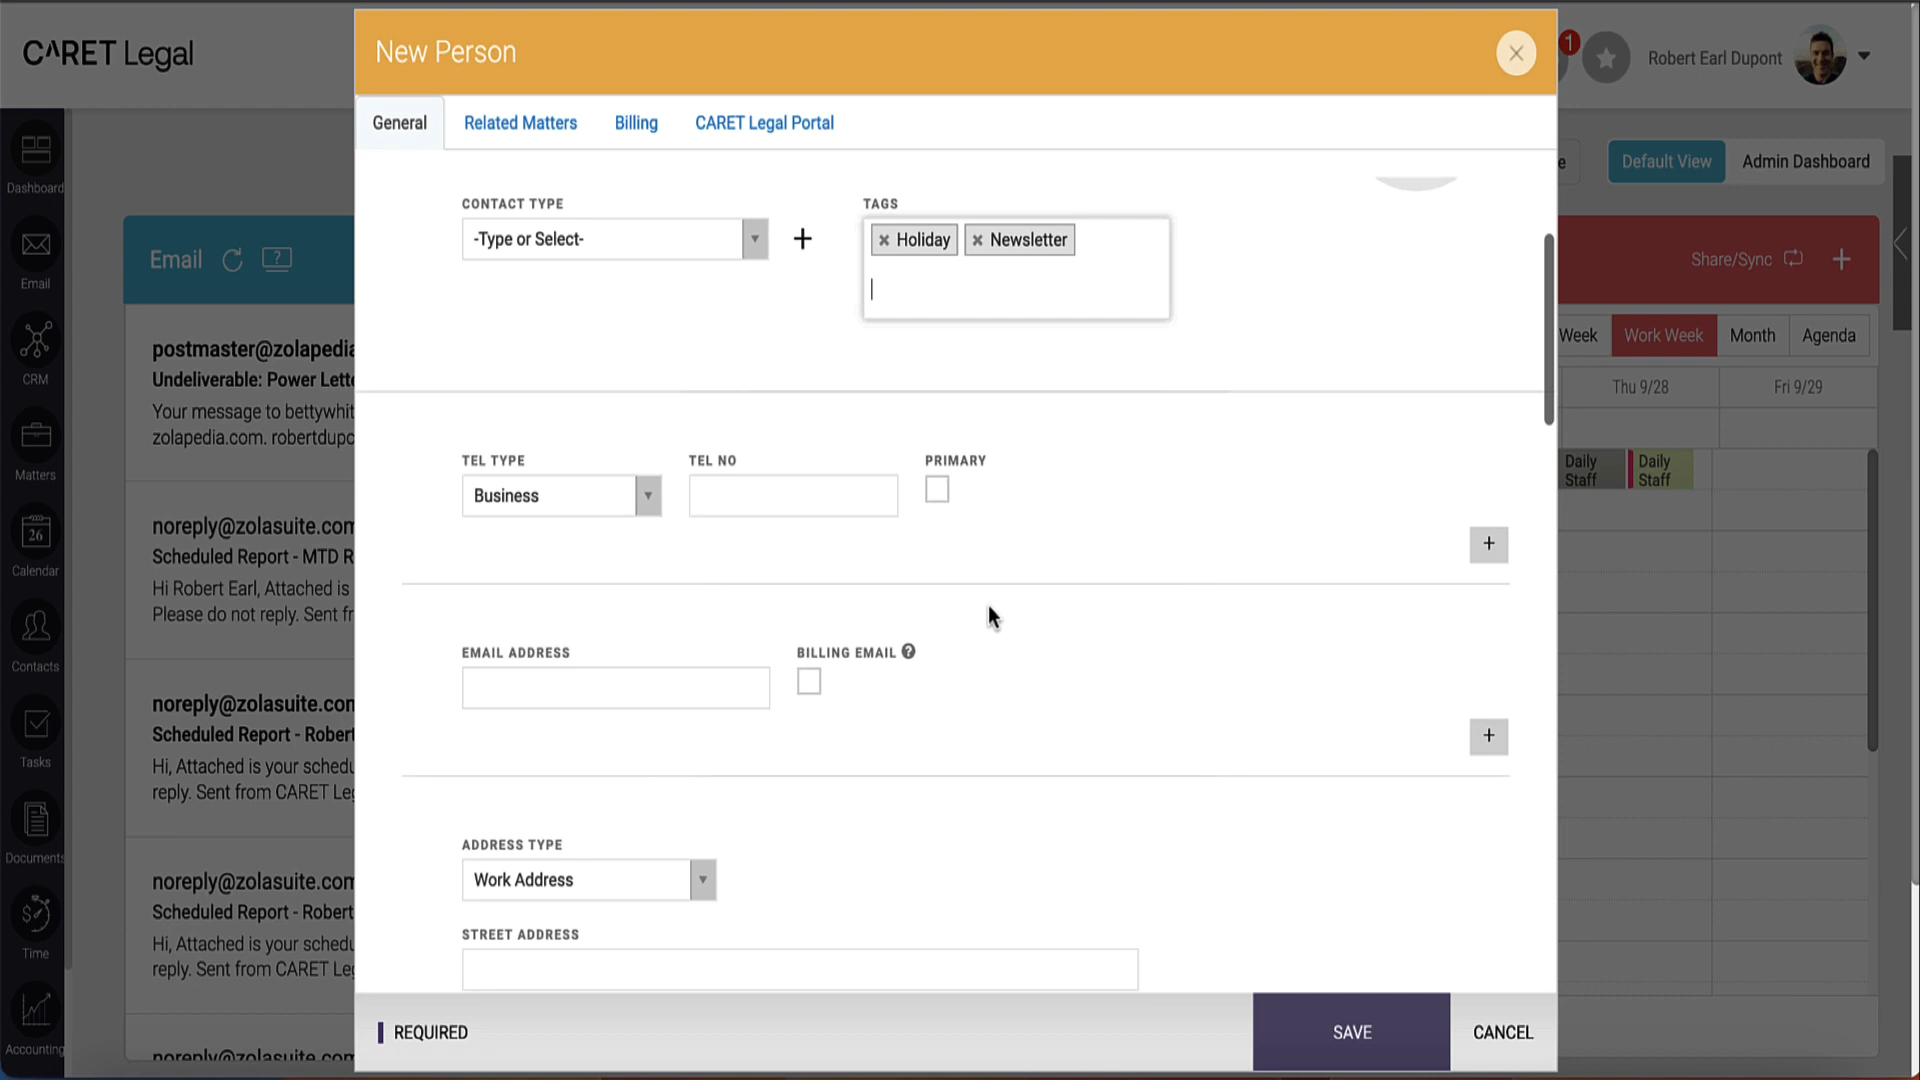 CARET Legal
New Person
1
Robert Earl Dupont
General
Related Matters
Billing
CARET Legal Portal
Dashboard
Email
CRM
Matters
26
Calendar
Contacts
Tasks
Documents
Time
Accounting
Email
?
postmaster@zolapedia
Undeliverable: Power Lette
Your message to bettywhit
zolapedia.com. robertdupc
noreply@zolasuite.com
Scheduled Report - MTD R
Hi Robert Earl, Attached is
Please do not reply. Sent fr
noreply@zolasuite.com
Scheduled Report - Robert
Hi, Attached is your schedu
reply. Sent from CARET Le
noreply@zolasuite.com
Scheduled Report - Robert
Hi, Attached is your schedu
reply. Sent from CARET Le
noreply@zolasuite.com
CONTACT TYPE
-Type or Select-
+
TAGS
× Holiday
× Newsletter
TEL TYPE
Business
TEL NO
PRIMARY
+
EMAIL ADDRESS
BILLING EMAIL ?
+
ADDRESS TYPE
Work Address
STREET ADDRESS
REQUIRED
SAVE
CANCEL
e
Default View
Admin Dashboard
Share/Sync
+
Week
Work Week
Month
Agenda
Thu 9/28
Fri 9/29
Daily
Staff
Daily
Staff